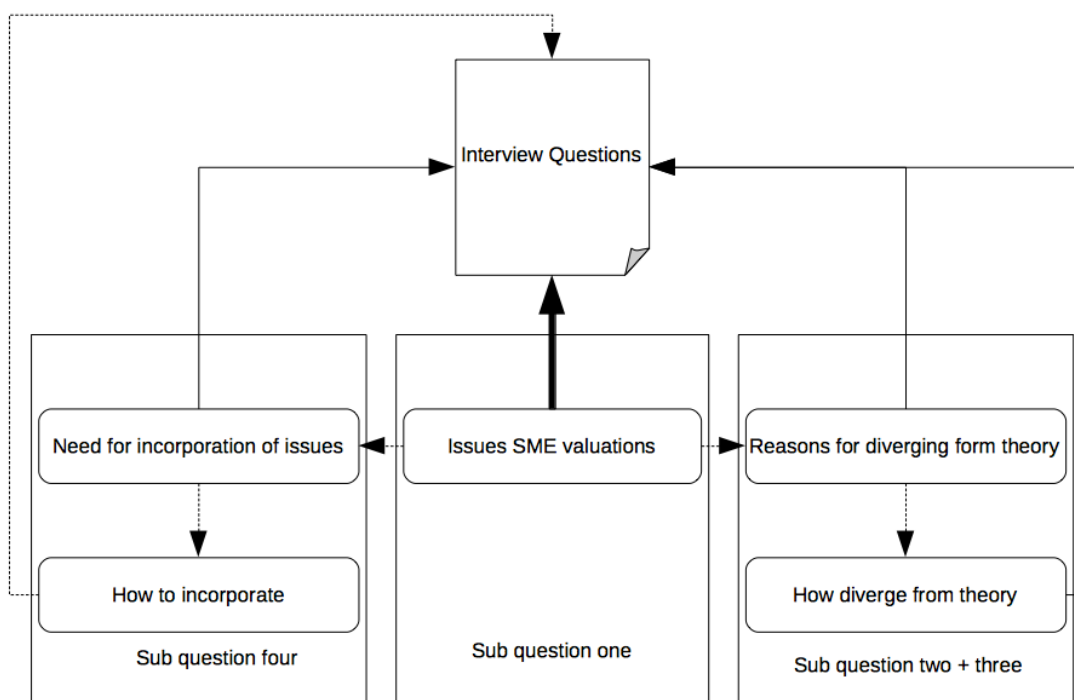 Interview Questions
Need for incorporation of issues
Issues SME valuations
Reasons for diverging form theory
How to incorporate
How diverge from theory
Sub question four
Sub question one
Sub question two + three